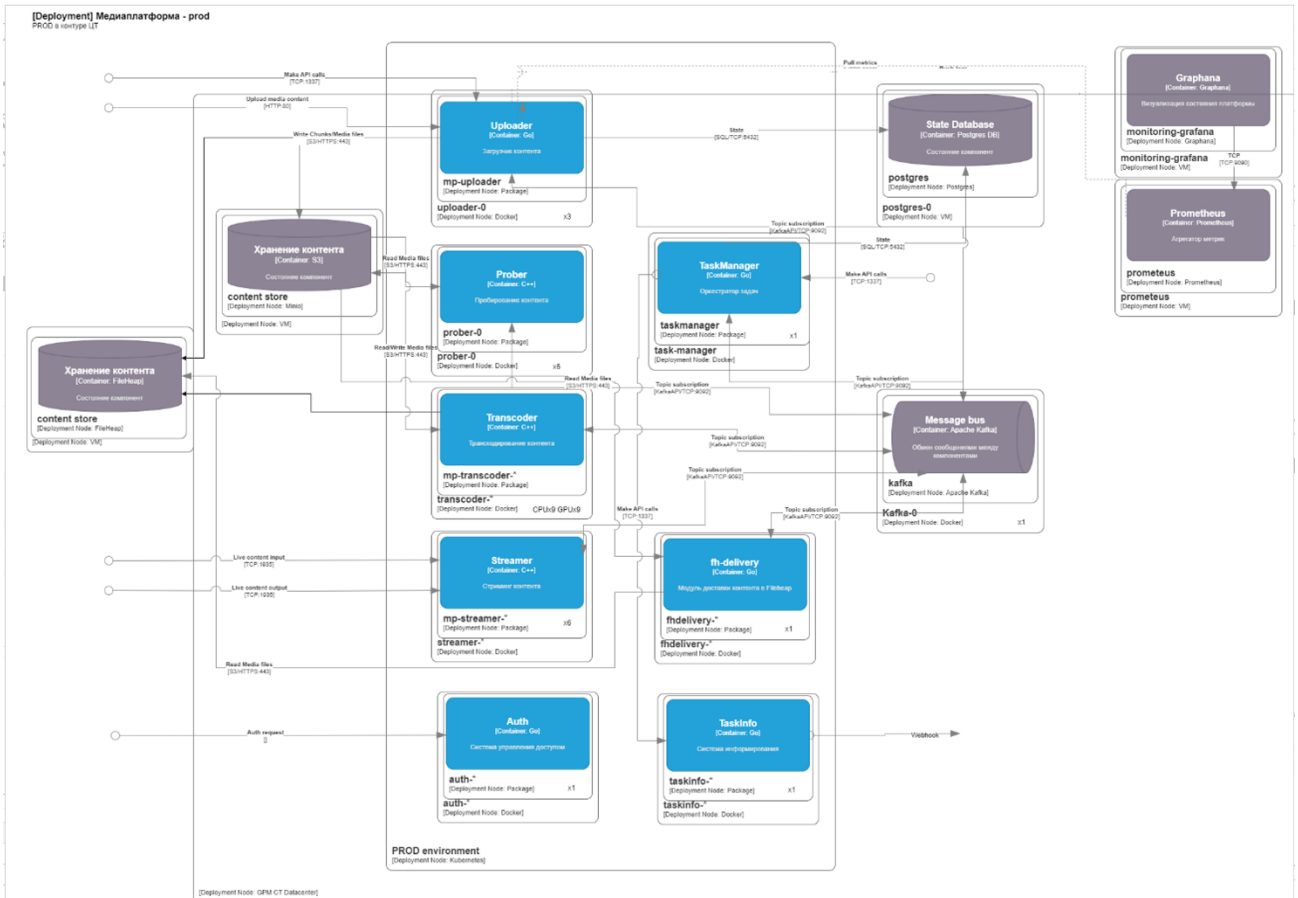 [Deployment] Медиаплатформа - prod
PROD в контуре ЦТ
Make API calls
[TCP:1337]
Upload media content
[HTTP:80]
Write Chunks/Media files
[S3/HTTPS:443]
Uploader
[Container: Go]
Загрузчик контента
mp-uploader
[Deployment Node: Package]
uploader-0
[Deployment Node: Docker]
x3
State
[SQL/TCP:5432]
Pull metrics
State Database
[Container: Postgres DB]
Состояние компонент
postgres
[Deployment Node: Postgres]
postgres-0
[Deployment Node: VM]
Graphana
[Container: Graphana]
Визуализация состояния платформы
monitoring-grafana
[Deployment Node: Graphana]
monitoring-grafana
[Deployment Node: VM]
TCP
[TCP:9090]
Prometheus
[Container: Prometheus]
Агрегатор метрик
prometeus
[Deployment Node: Prometheus]
prometeus
[Deployment Node: VM]
Хранение контента
[Container: S3]
Состояние компонент
content store
[Deployment Node: Minio]
[Deployment Node: VM]
Read Media files
[S3/HTTPS:443]
Prober
[Container: C++]
Пробирование контента
prober-0
[Deployment Node: Package]
prober-0
[Deployment Node: Docker]
x6
Topic subscription
[KafkaAPI/TCP:9092]
State
[SQL/TCP:5432]
TaskManager
[Container: Go]
Оркестратор задач
taskmanager
[Deployment Node: Package]
x1
task-manager
[Deployment Node: Docker]
Make API calls
[TCP:1337]
Хранение контента
[Container: FileHeap]
Состояние компонент
content store
[Deployment Node: FileHeap]
[Deployment Node: VM]
Read/Write Media files
[S3/HTTPS:443]
Read Media files
[S3/HTTPS:443]
Topic subscription
[KafkaAPI/TCP:9092]
Topic subscription
[KafkaAPI/TCP:9092]
Transcoder
[Container: C++]
Транскодирование контента
mp-transcoder-*
[Deployment Node: Package]
transcoder-*
[Deployment Node: Docker]
CPUx9 GPUx9
Topic subscription
[KafkaAPI/TCP:9092]
Topic subscription
[KafkaAPI/TCP:9092]
Message bus
[Container: Apache Kafka]
Обмен сообщениями между
компонентами
kafka
[Deployment Node: Apache Kafka]
Kafka-0
[Deployment Node: Docker]
x1
Make API calls
[TCP:1337]
Topic subscription
[KafkaAPI/TCP:9092]
Live content input
[TCP:1935]
Live content output
[TCP:1935]
Streamer
[Container: C++]
Стриминг контента
mp-streamer-*
[Deployment Node: Package]
x6
streamer-*
[Deployment Node: Docker]
fh-delivery
[Container: Go]
Модуль доставки контента в Fileheap
fhdelivery-*
[Deployment Node: Package]
x1
fhdelivery-*
[Deployment Node: Docker]
Read Media files
[S3/HTTPS:443]
Auth request
[]
Auth
[Container: Go]
Система управления доступом
auth-*
[Deployment Node: Package]
x1
auth-*
[Deployment Node: Docker]
TaskInfo
[Container: Go]
Система информирования
taskinfo-*
[Deployment Node: Package]
x1
taskinfo-*
[Deployment Node: Docker]
Webhook
PROD environment
[Deployment Node: Kubernetes]
[Deployment Node: GPM CT Datacenter]